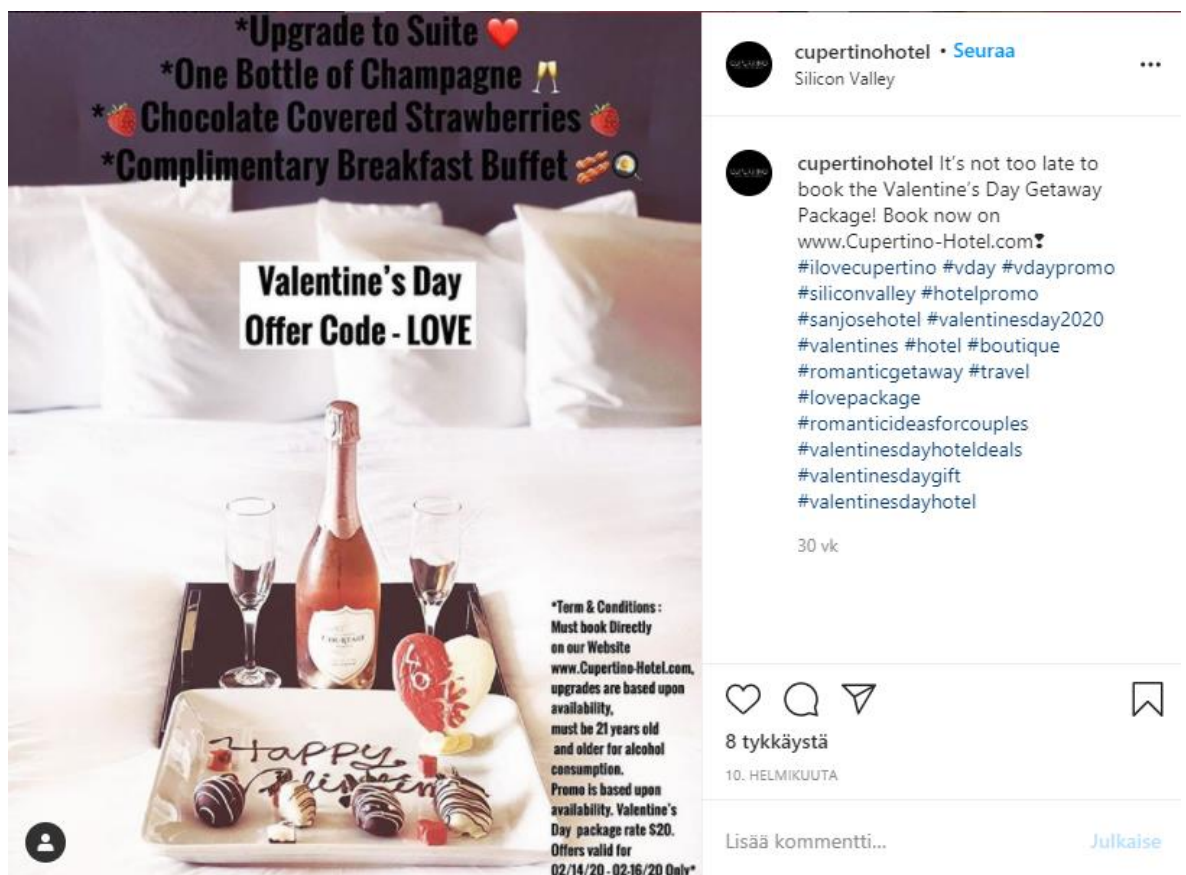 *Upgrade to Suite ❤️
*One Bottle of Champagne 🥂
*🍓 Chocolate Covered Strawberries 🍓
*Complimentary Breakfast Buffet 🥓🍳
Valentine's Day
Offer Code - LOVE
*Term & Conditions :
Must book Directly
on our Website
www.Cupertino-Hotel.com,
upgrades are based upon
availability,
must be 21 years old
and older for alcohol
consumption.
Promo is based upon
availability. Valentine's
Day package rate $20.
Offers valid for
02/14/20 - 02-16/20 Only*
Happy
cupertinohotel • Seuraa
Silicon Valley
cupertinohotel It's not too late to
book the Valentine's Day Getaway
Package! Book now on
www.Cupertino-Hotel.com❣
#ilovecupertino #vday #vdaypromo
#siliconvalley #hotelpromo
#sanjosehotel #valentinesday2020
#valentines #hotel #boutique
#romanticgetaway #travel
#lovepackage
#romanticideasforcouples
#valentinesdayhoteldeals
#valentinesdaygift
#valentinesdayhotel
30 vk
8 tykkäystä
10. HELMIKUUTA
Lisää kommentti...
Julkaise